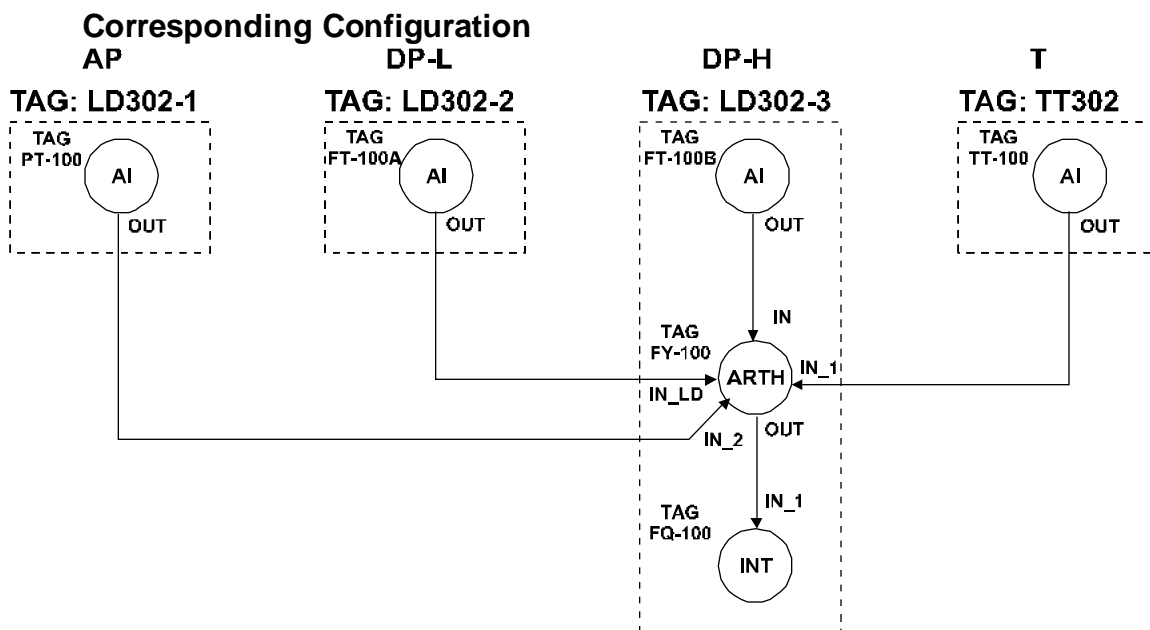 Corresponding Configuration
AP DP-L DP-H T
TAG: LD302-1 TAG: LD302-2 TAG: LD302-3 TAG: TT302
TAG
PT-100
AI
OUT
TAG
FT-100A
AI
OUT
TAG
FT-100B
AI
OUT
TAG
TT-100
AI
OUT
IN
TAG
FY-100
ARTH
IN_1
IN_LD
IN_2
OUT
IN_1
TAG
FQ-100
INT